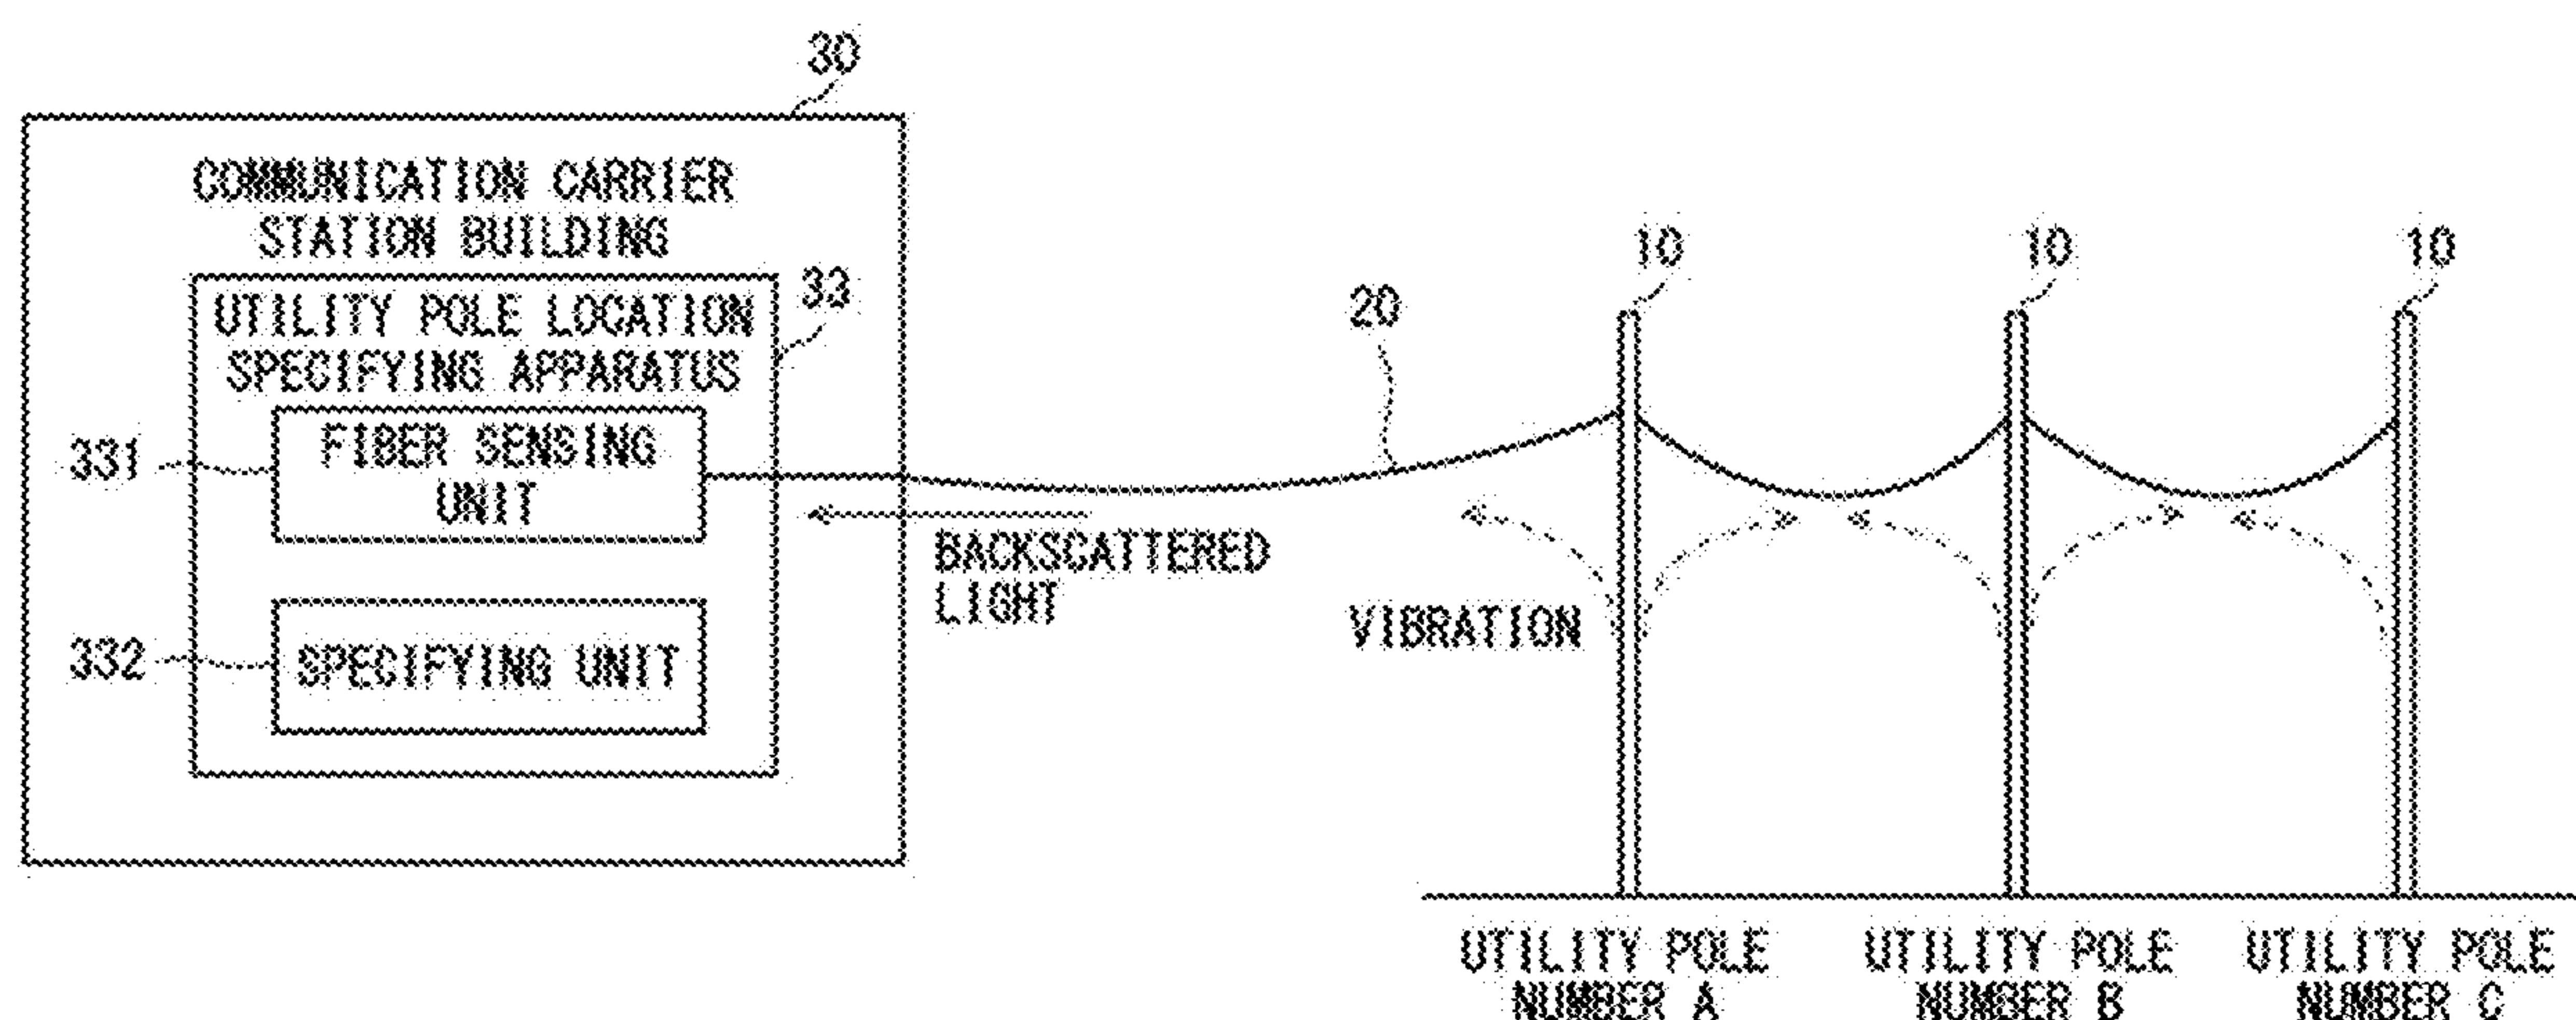 30
COMMUNICATION CARRIER
STATION BUILDING
33
UTILITY POLE LOCATION
SPECIFYING APPARATUS
331
FIBER SENSING
UNIT
332
SPECIFYING UNIT
BACKSCATTERED
LIGHT
20
10
10
10
VIBRATION
UTILITY POLE
NUMBER A
UTILITY POLE
NUMBER B
UTILITY POLE
NUMBER C